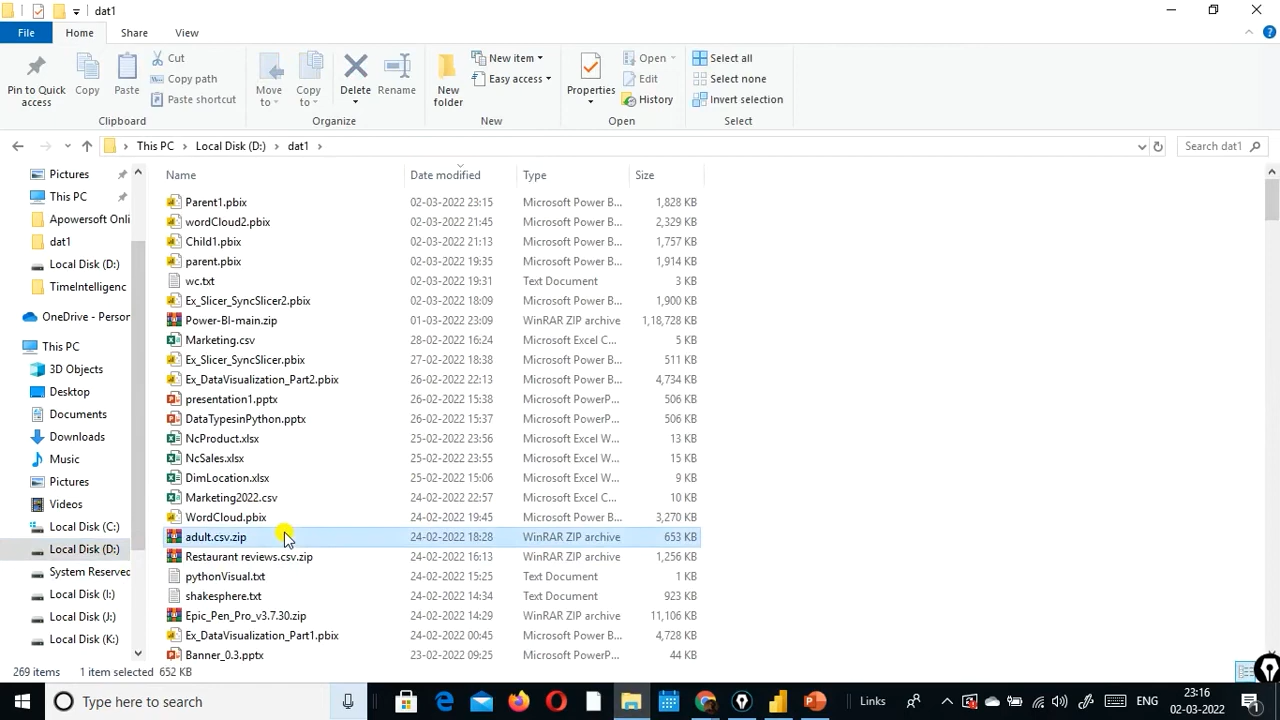 dat1
File
Home
Share
View
Pin to Quick access
Copy
Paste
Cut
Copy path
Paste shortcut
Clipboard
Move to
Copy to
Delete
Rename
Organize
New folder
New item
Easy access
New
Properties
Open
Edit
History
Open
Select all
Select none
Invert selection
Select
This PC > Local Disk (D:) > dat1 >
Search dat1
Pictures
This PC
Apowersoft Onli
dat1
Local Disk (D:)
TimeIntelligenc
OneDrive - Person
This PC
3D Objects
Desktop
Documents
Downloads
Music
Pictures
Videos
Local Disk (C:)
Local Disk (D:)
System Reserved
Local Disk (I:)
Local Disk (J:)
Local Disk (K:)
Name Date modified Type Size
Parent1.pbix 02-03-2022 23:15 Microsoft Power B... 1,828 KB
wordCloud2.pbix 02-03-2022 21:45 Microsoft Power B... 2,329 KB
Child1.pbix 02-03-2022 21:13 Microsoft Power B... 1,757 KB
parent.pbix 02-03-2022 19:35 Microsoft Power B... 1,914 KB
wc.txt 02-03-2022 19:31 Text Document 3 KB
Ex_Slicer_SyncSlicer2.pbix 02-03-2022 18:09 Microsoft Power B... 1,900 KB
Power-BI-main.zip 01-03-2022 23:09 WinRAR ZIP archive 1,18,728 KB
Marketing.csv 28-02-2022 16:24 Microsoft Excel C... 5 KB
Ex_Slicer_SyncSlicer.pbix 27-02-2022 18:38 Microsoft Power B... 511 KB
Ex_DataVisualization_Part2.pbix 26-02-2022 22:13 Microsoft Power B... 4,734 KB
presentation1.pptx 26-02-2022 15:38 Microsoft PowerP... 506 KB
DataTypesinPython.pptx 26-02-2022 15:37 Microsoft PowerP... 506 KB
NcProduct.xlsx 25-02-2022 23:56 Microsoft Excel W... 13 KB
NcSales.xlsx 25-02-2022 23:55 Microsoft Excel W... 15 KB
DimLocation.xlsx 25-02-2022 15:06 Microsoft Excel W... 9 KB
Marketing2022.csv 24-02-2022 22:57 Microsoft Excel C... 10 KB
WordCloud.pbix 24-02-2022 19:45 Microsoft Power B... 3,270 KB
adult.csv.zip 24-02-2022 18:28 WinRAR ZIP archive 653 KB
Restaurant reviews.csv.zip 24-02-2022 16:13 WinRAR ZIP archive 1,256 KB
pythonVisual.txt 24-02-2022 15:25 Text Document 1 KB
shakesphere.txt 24-02-2022 14:34 Text Document 923 KB
Epic_Pen_Pro_v3.7.30.zip 24-02-2022 14:29 WinRAR ZIP archive 11,106 KB
Ex_DataVisualization_Part1.pbix 24-02-2022 00:45 Microsoft Power B... 4,728 KB
Banner_0.3.pptx 23-02-2022 09:25 Microsoft PowerP... 44 KB
269 items 1 item selected 652 KB
Type here to search
Links
ENG
23:16
02-03-2022